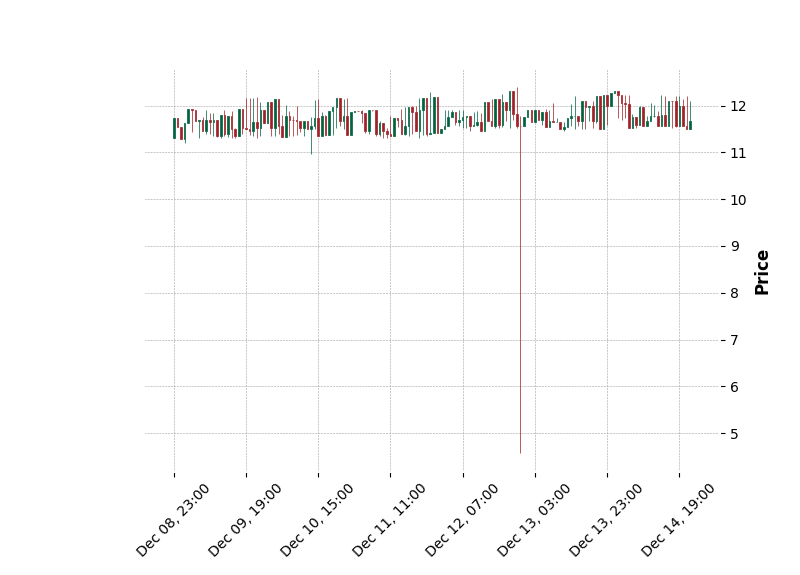 12
11
10
9
8
7
6
5
Price
Dec 08, 23:00
Dec 09, 19:00
Dec 10, 15:00
Dec 11, 11:00
Dec 12, 07:00
Dec 13, 03:00
Dec 13, 23:00
Dec 14, 19:00